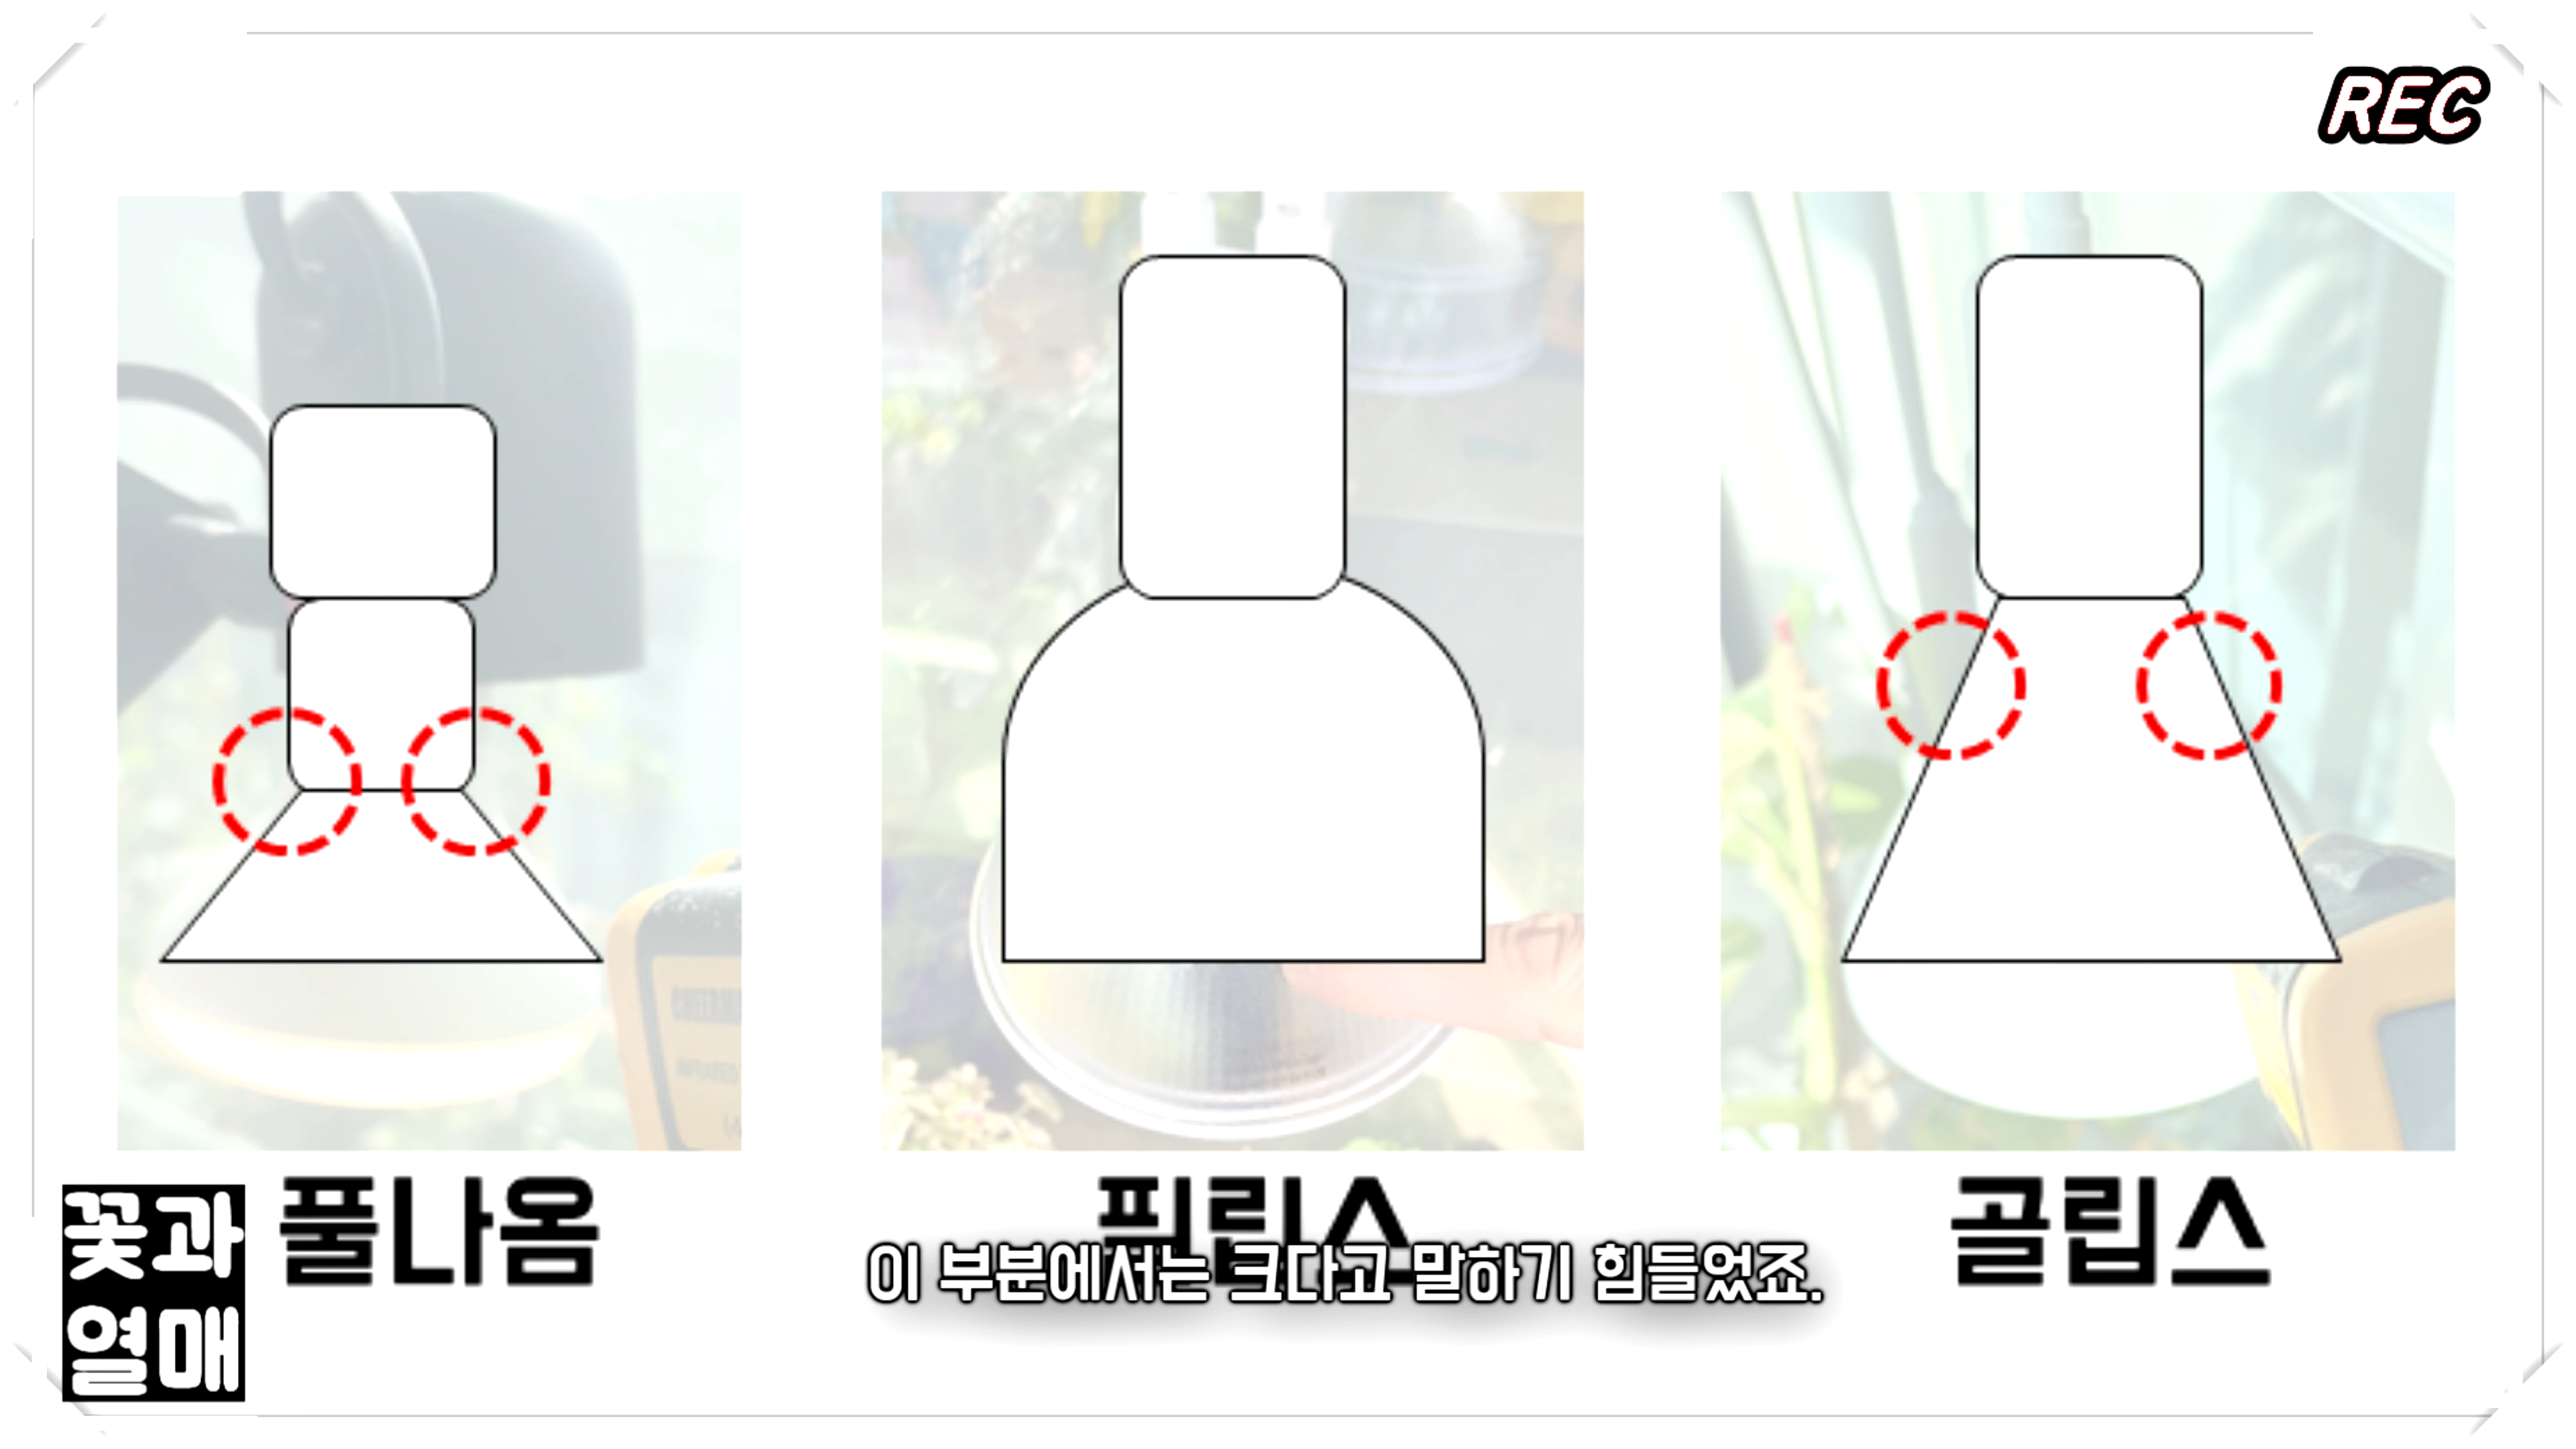 REC
풀나옴
필립스
골립스
이 부분에서는 크다고 말하기 힘들었죠.
꽃과
열매